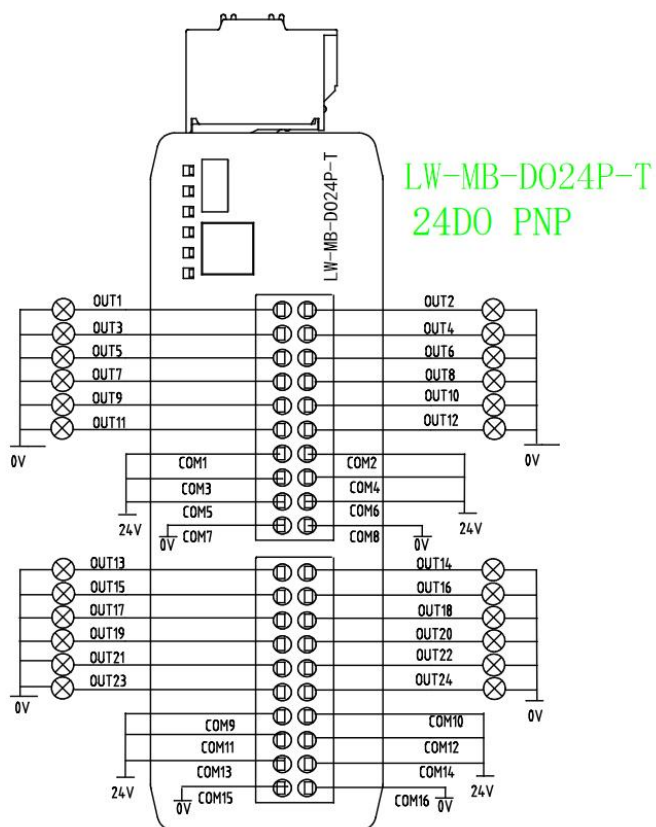 LW-MB-DO24P-T
LW-MB-DO24P-T
24DO PNP
OUT1 OUT2
OUT3 OUT4
OUT5 OUT6
OUT7 OUT8
OUT9 OUT10
OUT11 OUT12
0V 0V
COM1 COM2
COM3 COM4
24V COM5 COM6 24V
0V COM7 COM8 0V
OUT13 OUT14
OUT15 OUT16
OUT17 OUT18
OUT19 OUT20
OUT21 OUT22
OUT23 OUT24
0V 0V
COM9 COM10
COM11 COM12
COM13 COM14
24V 24V
0V COM15 COM16 0V